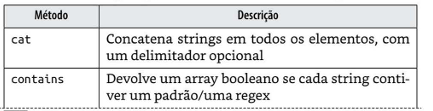 Método Descrição
cat Concatena strings em todos os elementos, com
um delimitador opcional
contains Devolve um array booleano se cada string conti-
ver um padrão/uma regex